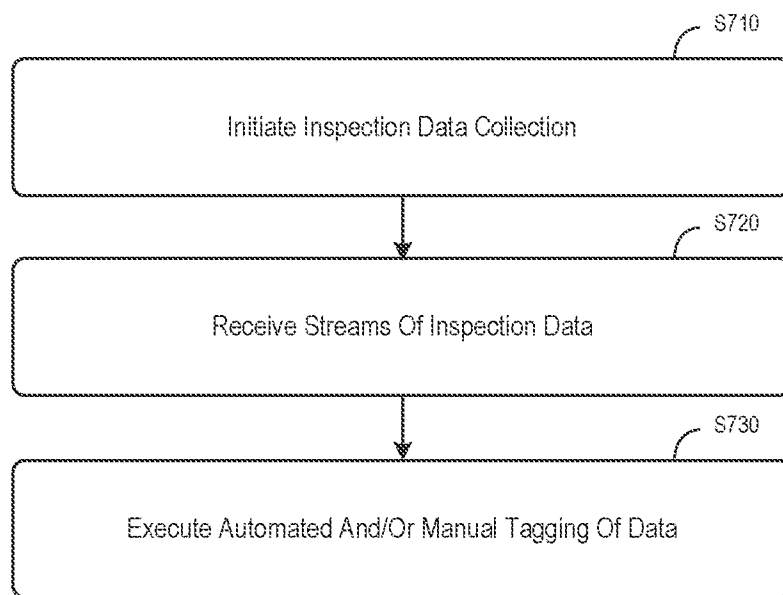 S710
Initiate Inspection Data Collection
S720
Receive Streams Of Inspection Data
S730
Execute Automated And/Or Manual Tagging Of Data